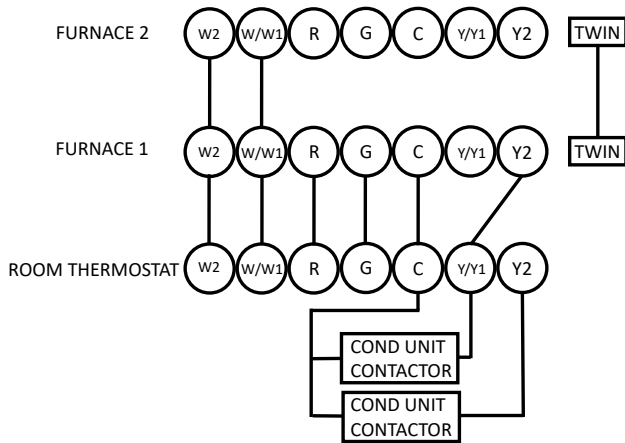 FURNACE 2 W2 W/W1 R G C Y/Y1 Y2 TWIN
FURNACE 1 W2 W/W1 R G C Y/Y1 Y2 TWIN
ROOM THERMOSTAT W2 W/W1 R G C Y/Y1 Y2
COND UNIT
CONTACTOR
COND UNIT
CONTACTOR